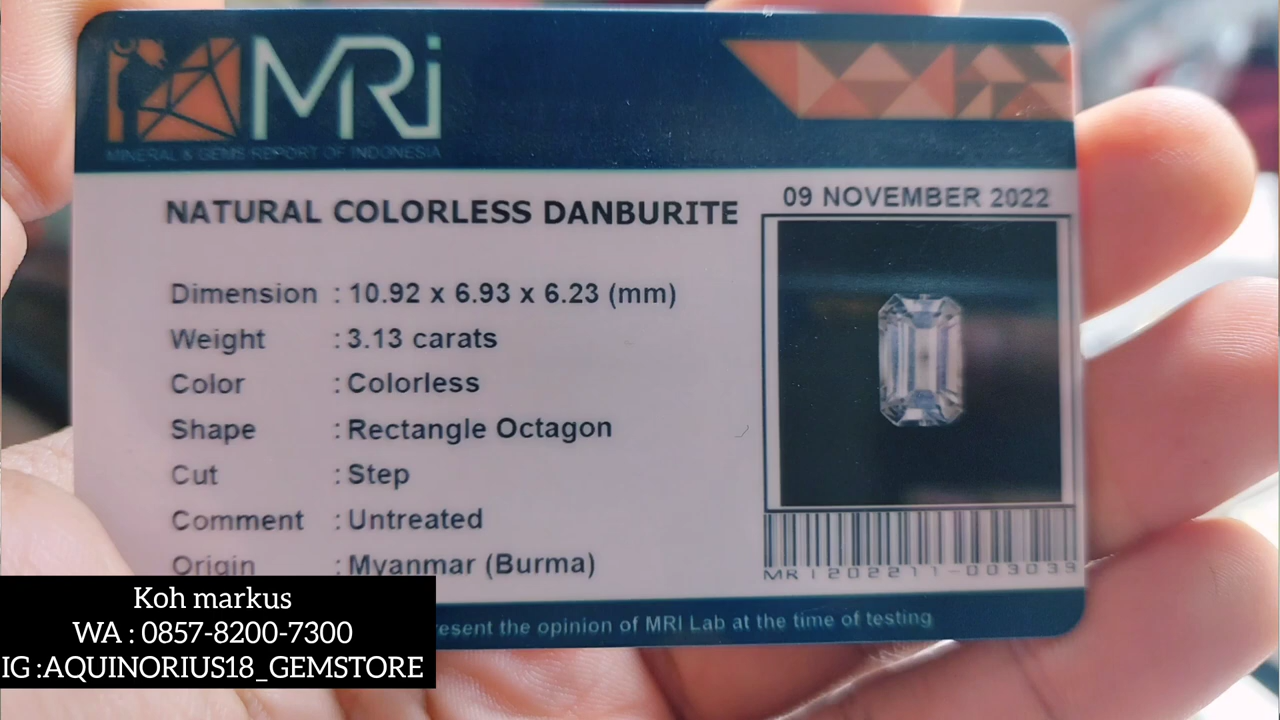 MRi
MINERAL & GEMS REPORT OF INDONESIA
NATURAL COLORLESS DANBURITE
09 NOVEMBER 2022
Dimension : 10.92 x 6.93 x 6.23 (mm)
Weight : 3.13 carats
Color : Colorless
Shape : Rectangle Octagon
Cut : Step
Comment : Untreated
Origin : Myanmar (Burma)
MRI202211-003039
the opinion of MRI Lab at the time of testing
Koh markus
WA : 0857-8200-7300
IG :AQUINORIUS18_GEMSTORE